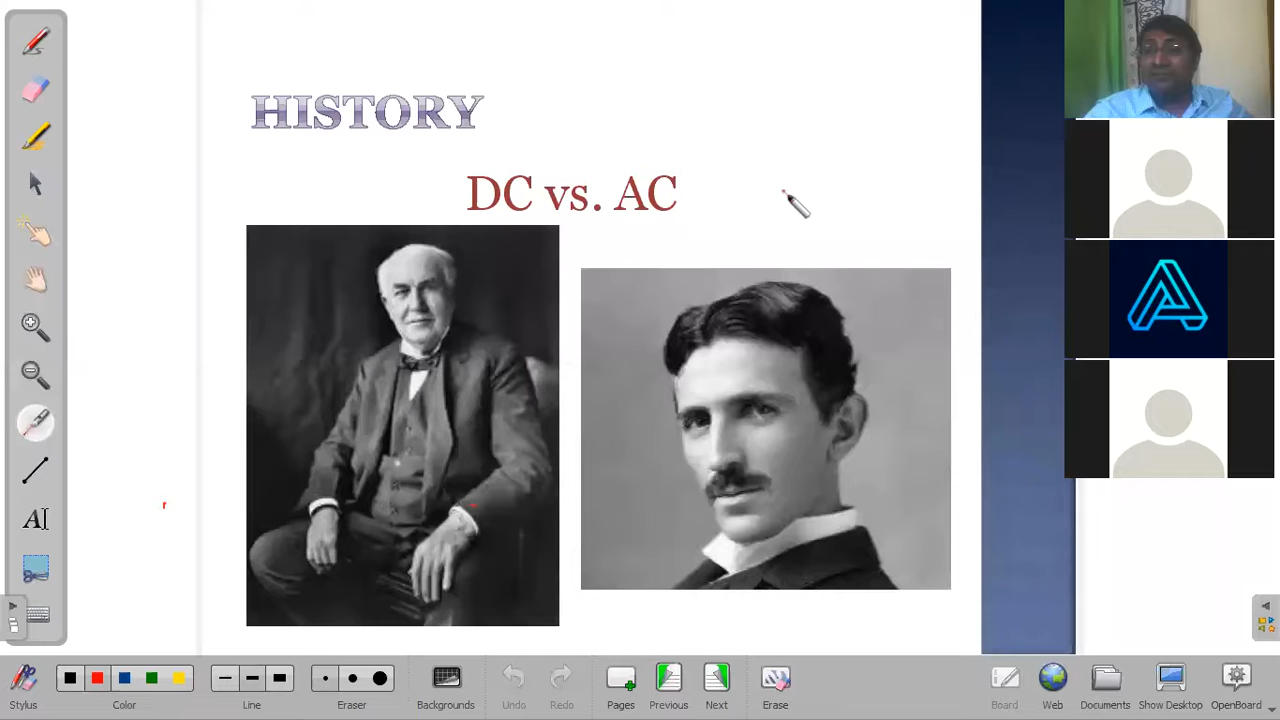 HISTORY
DC vs. AC
AI
Stylus
Color
Line
Eraser
Backgrounds
Undo
Redo
Pages
Previous
Next
Erase
Board
Web
Documents
Show Desktop
OpenBoard